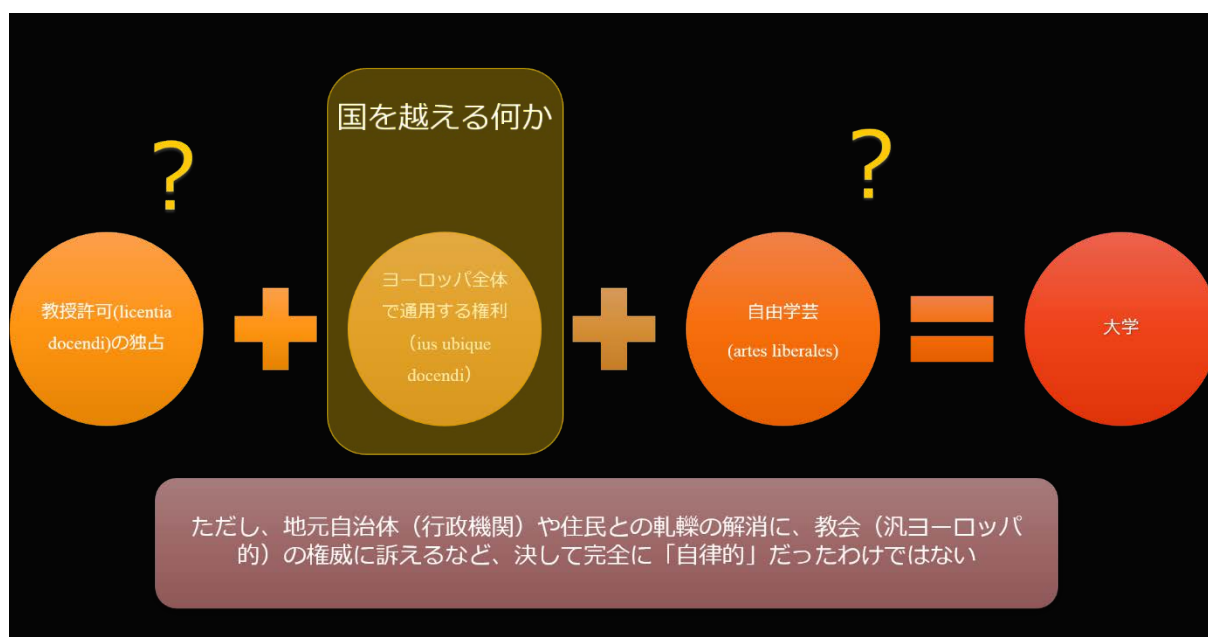 国を越える何か
?
?
教授許可(licentia
docendi)の独占
ヨーロッパ全体
で通用する権利
(ius ubique
docendi)
自由学芸
(artes liberales)
大学
ただし、地元自治体（行政機関）や住民との軋轢の解消に、教会（汎ヨーロッパ
的）の権威に訴えるなど、決して完全に「自律的」だったわけではない